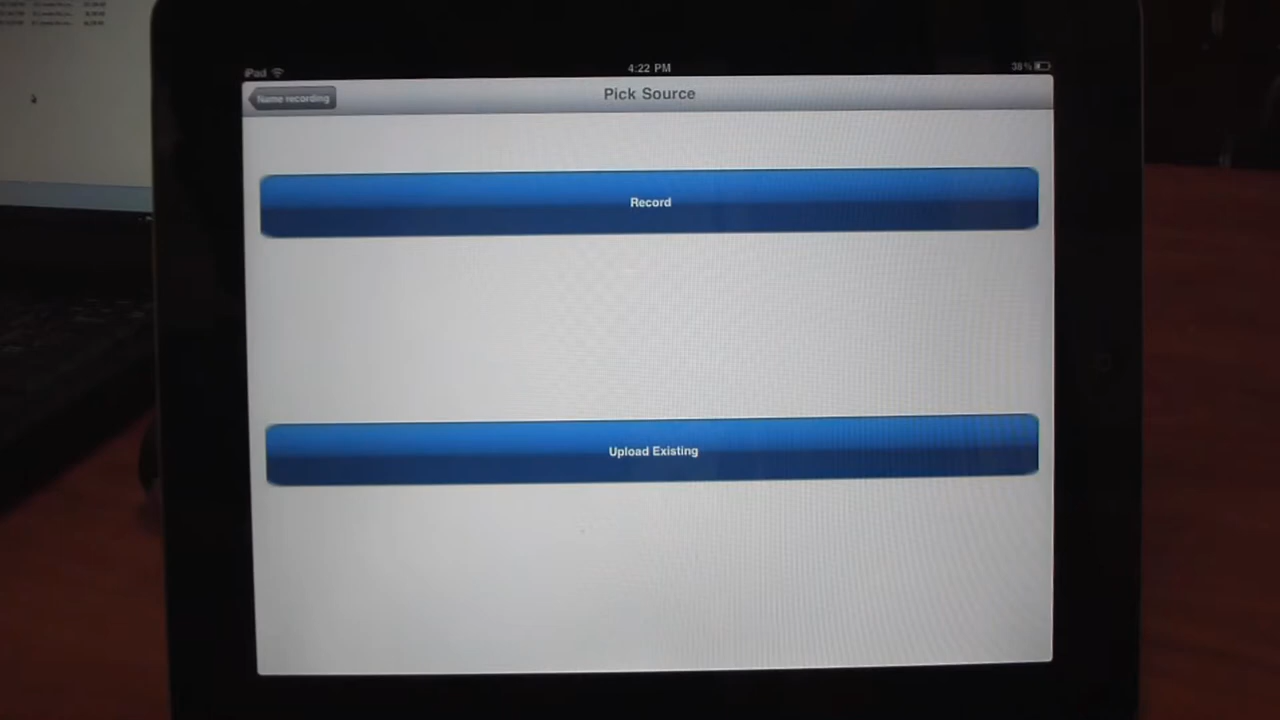 iPad
4:22 PM
38%
Name recording
Pick Source
Record
Upload Existing